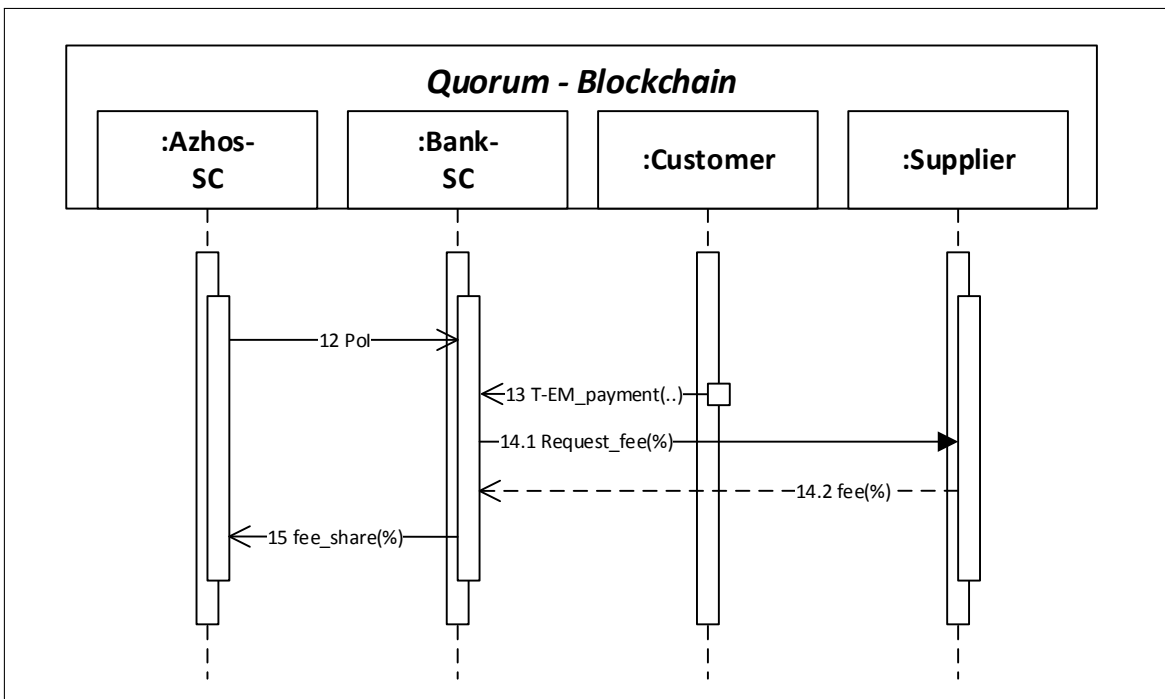 Quorum - Blockchain
:Azhos-
SC
:Bank-
SC
:Customer
:Supplier
12 PoI
13 T-EM_payment(..)
14.1 Request_fee(%)
14.2 fee(%)
15 fee_share(%)